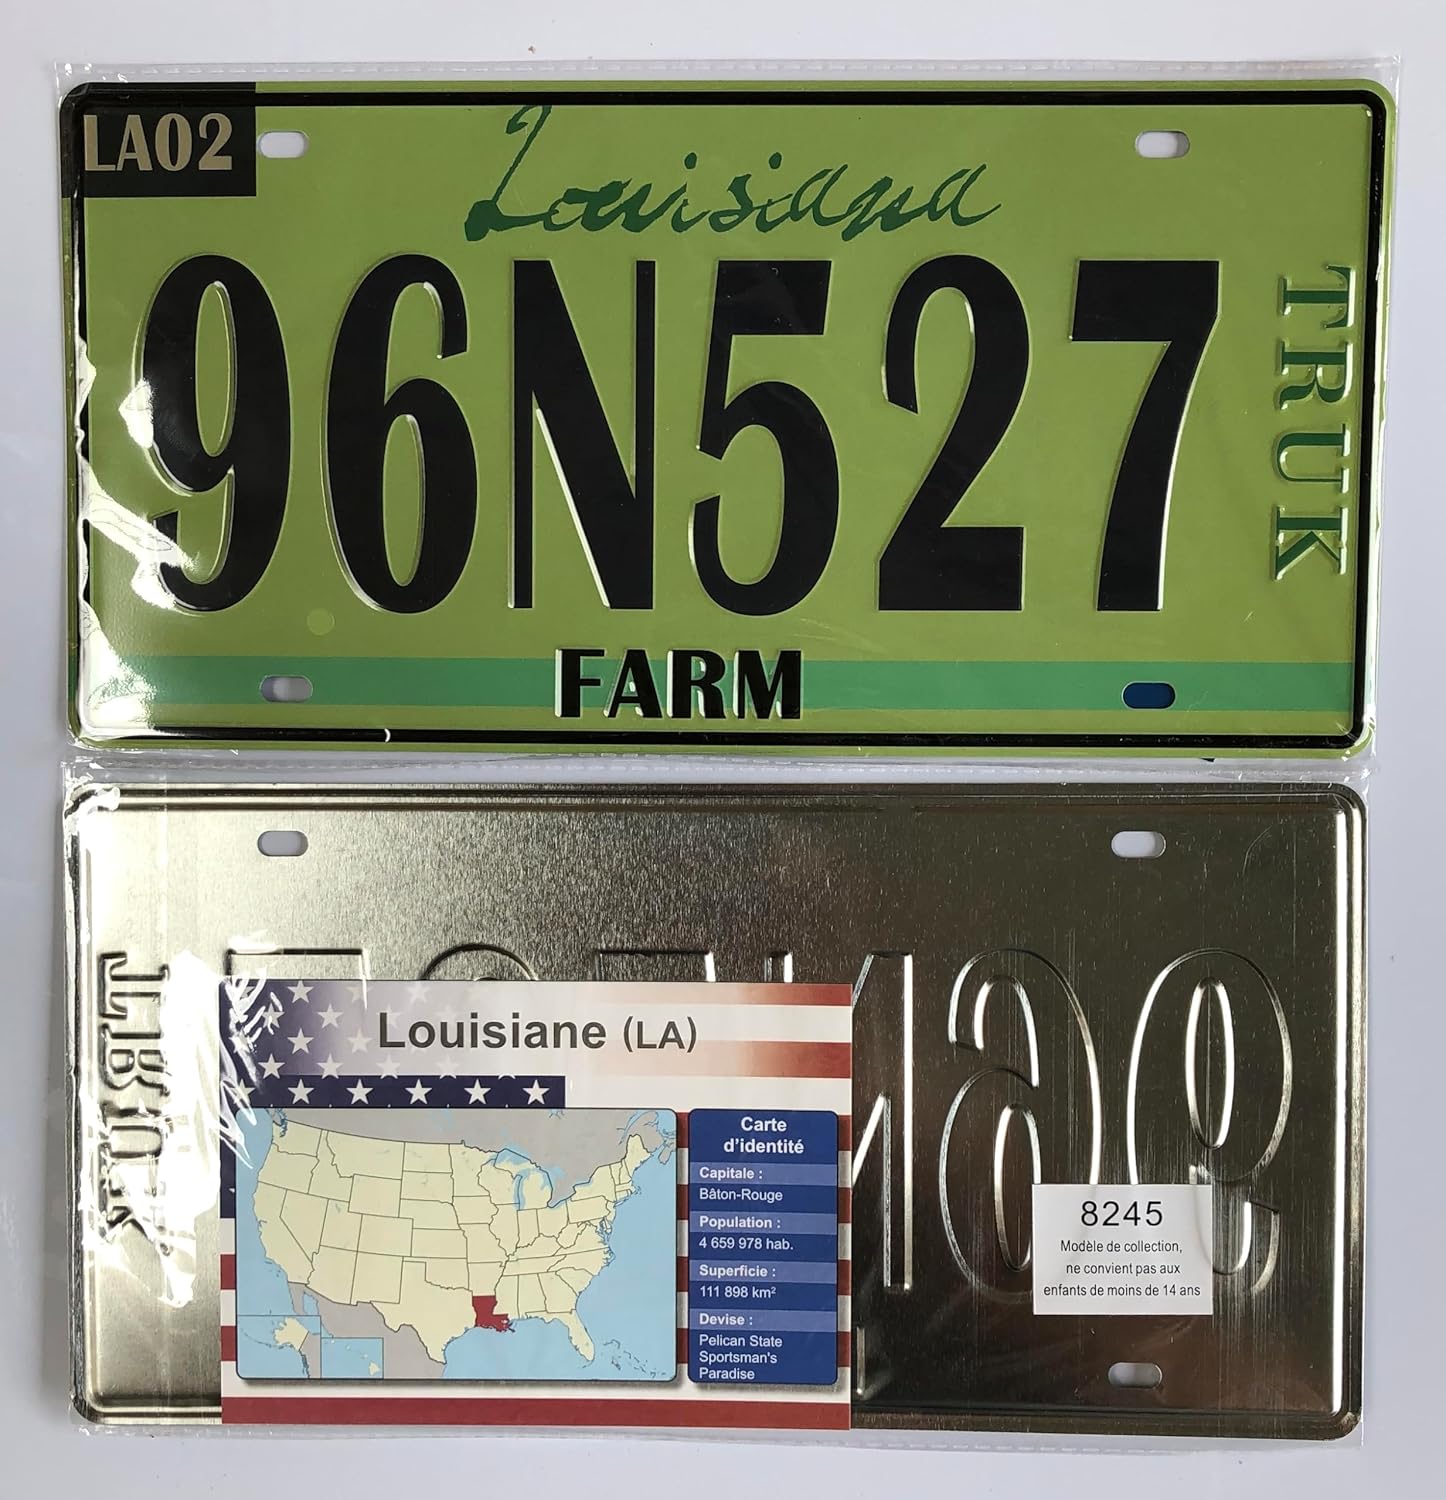 LA02
Louisiana
96N527
TRUK
FARM
Louisiane (LA)
Carte
d'identité
Capitale :
Bâton-Rouge
Population :
4 659 978 hab.
Superficie :
111 898 km²
Devise :
Pelican State
Sportsman's
Paradise
8245
Modèle de collection,
ne convient pas aux
enfants de moins de 14 ans